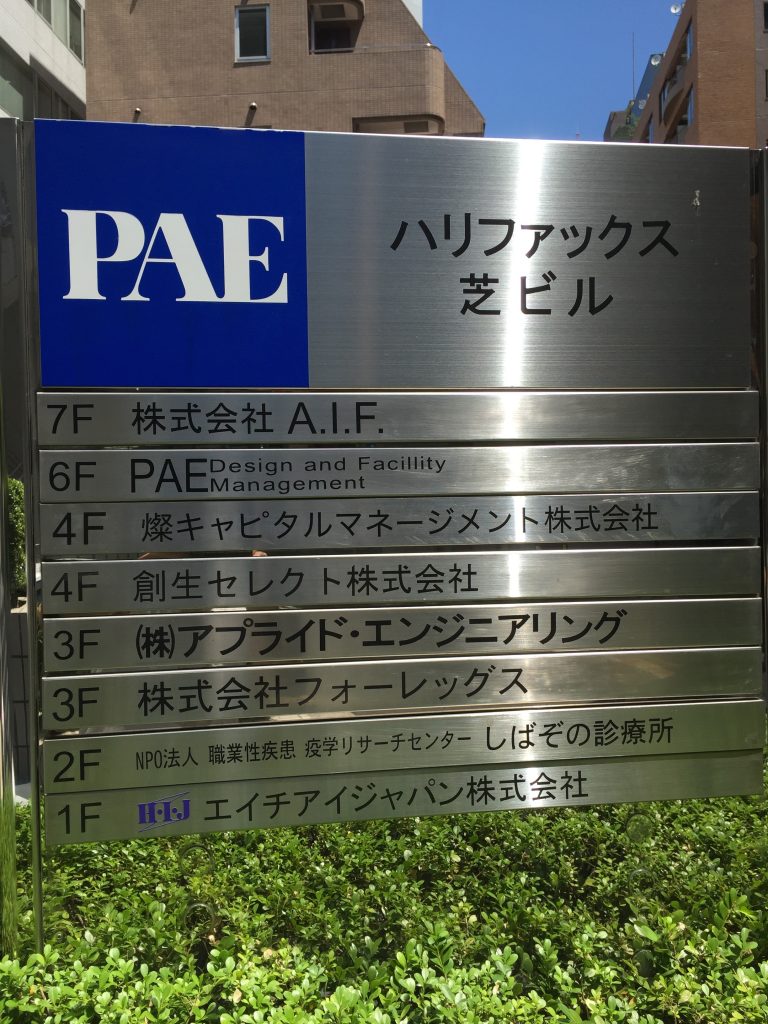 PAE
ハリファックス
芝ビル
7F 株式会社 A.I.F.
6F PAE Design and Facillity
Management
4F 燦キャピタルマネージメント株式会社
4F 創生セレクト株式会社
3F ㈱アプライド・エンジニアリング
3F 株式会社フォーレッグス
2F NPO法人 職業性疾患 疫学リサーチセンター しばぞの診療所
1F H・I・J エイチアイジャパン株式会社